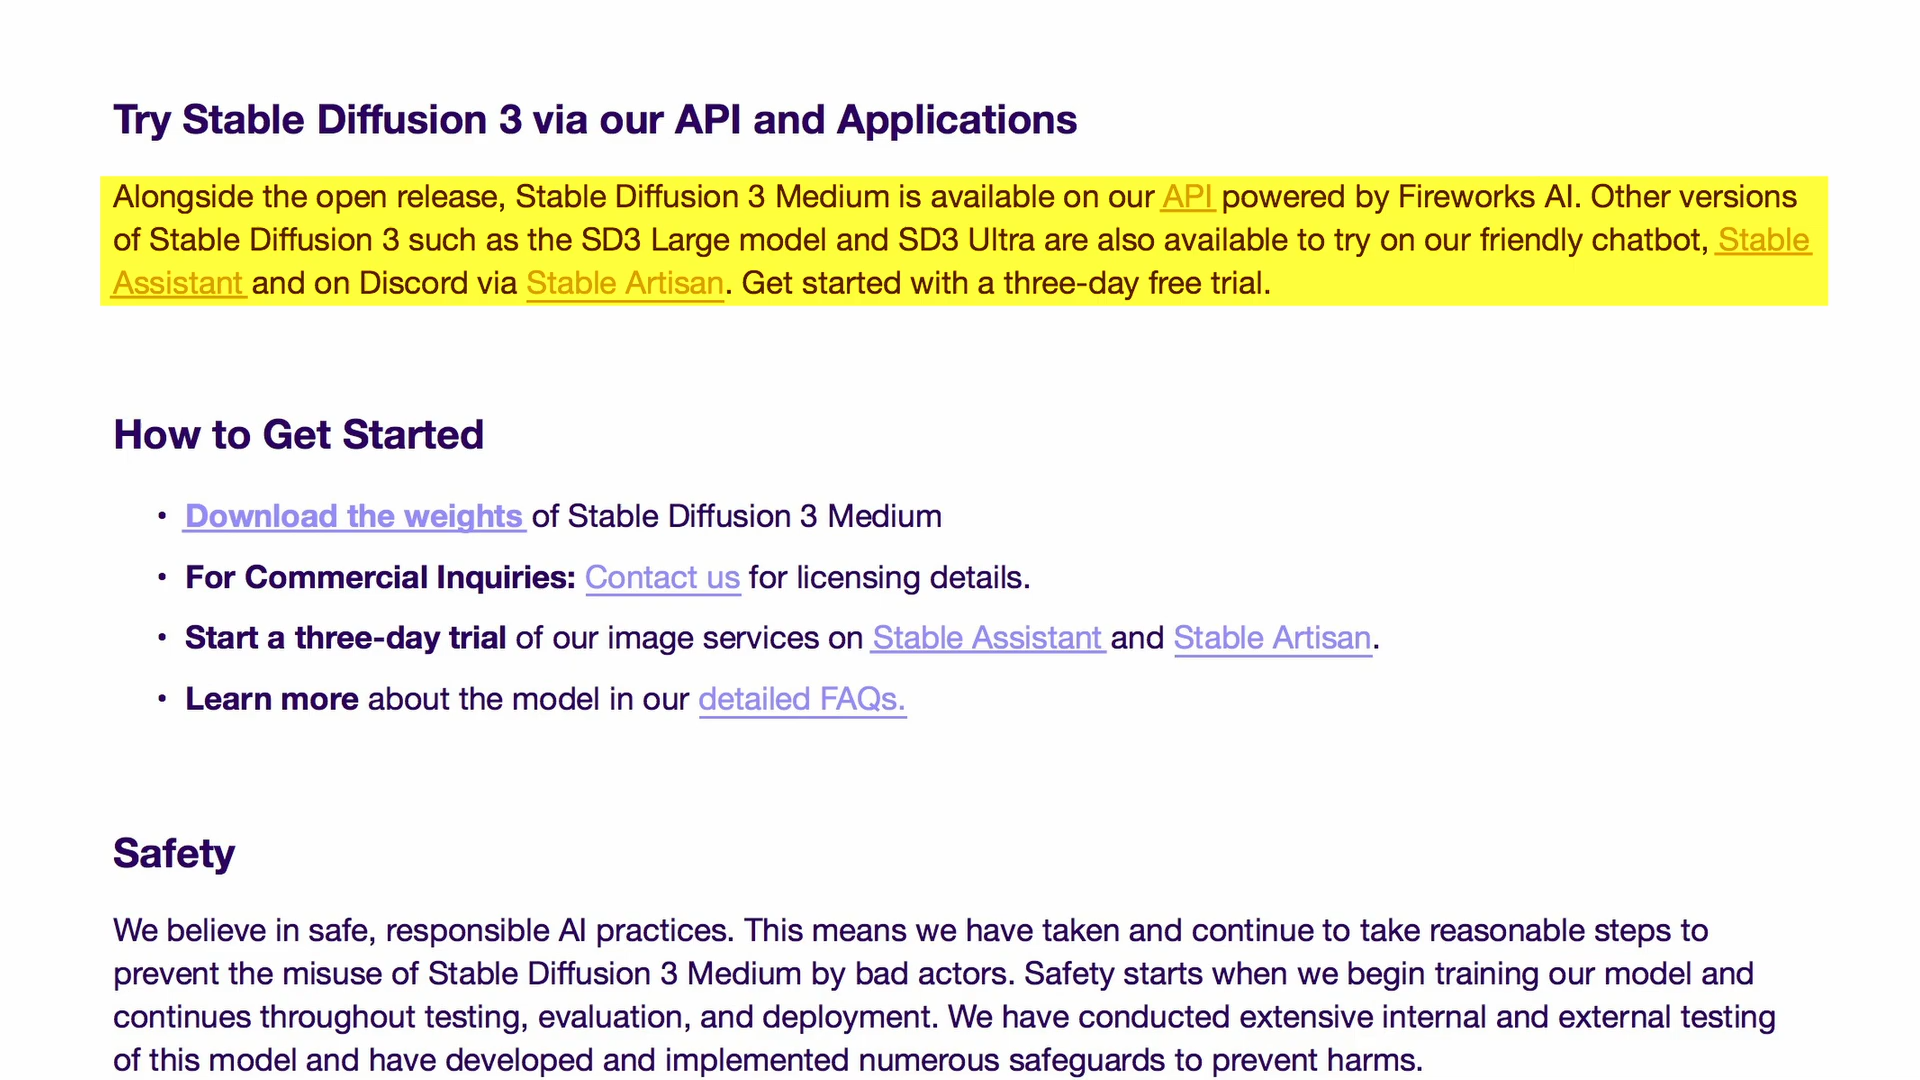 Try Stable Diffusion 3 via our API and Applications
Alongside the open release, Stable Diffusion 3 Medium is available on our API powered by Fireworks AI. Other versions
of Stable Diffusion 3 such as the SD3 Large model and SD3 Ultra are also available to try on our friendly chatbot, Stable
Assistant and on Discord via Stable Artisan. Get started with a three-day free trial.
How to Get Started
• Download the weights of Stable Diffusion 3 Medium
• For Commercial Inquiries: Contact us for licensing details.
• Start a three-day trial of our image services on Stable Assistant and Stable Artisan.
• Learn more about the model in our detailed FAQs.
Safety
We believe in safe, responsible AI practices. This means we have taken and continue to take reasonable steps to
prevent the misuse of Stable Diffusion 3 Medium by bad actors. Safety starts when we begin training our model and
continues throughout testing, evaluation, and deployment. We have conducted extensive internal and external testing
of this model and have developed and implemented numerous safeguards to prevent harms.